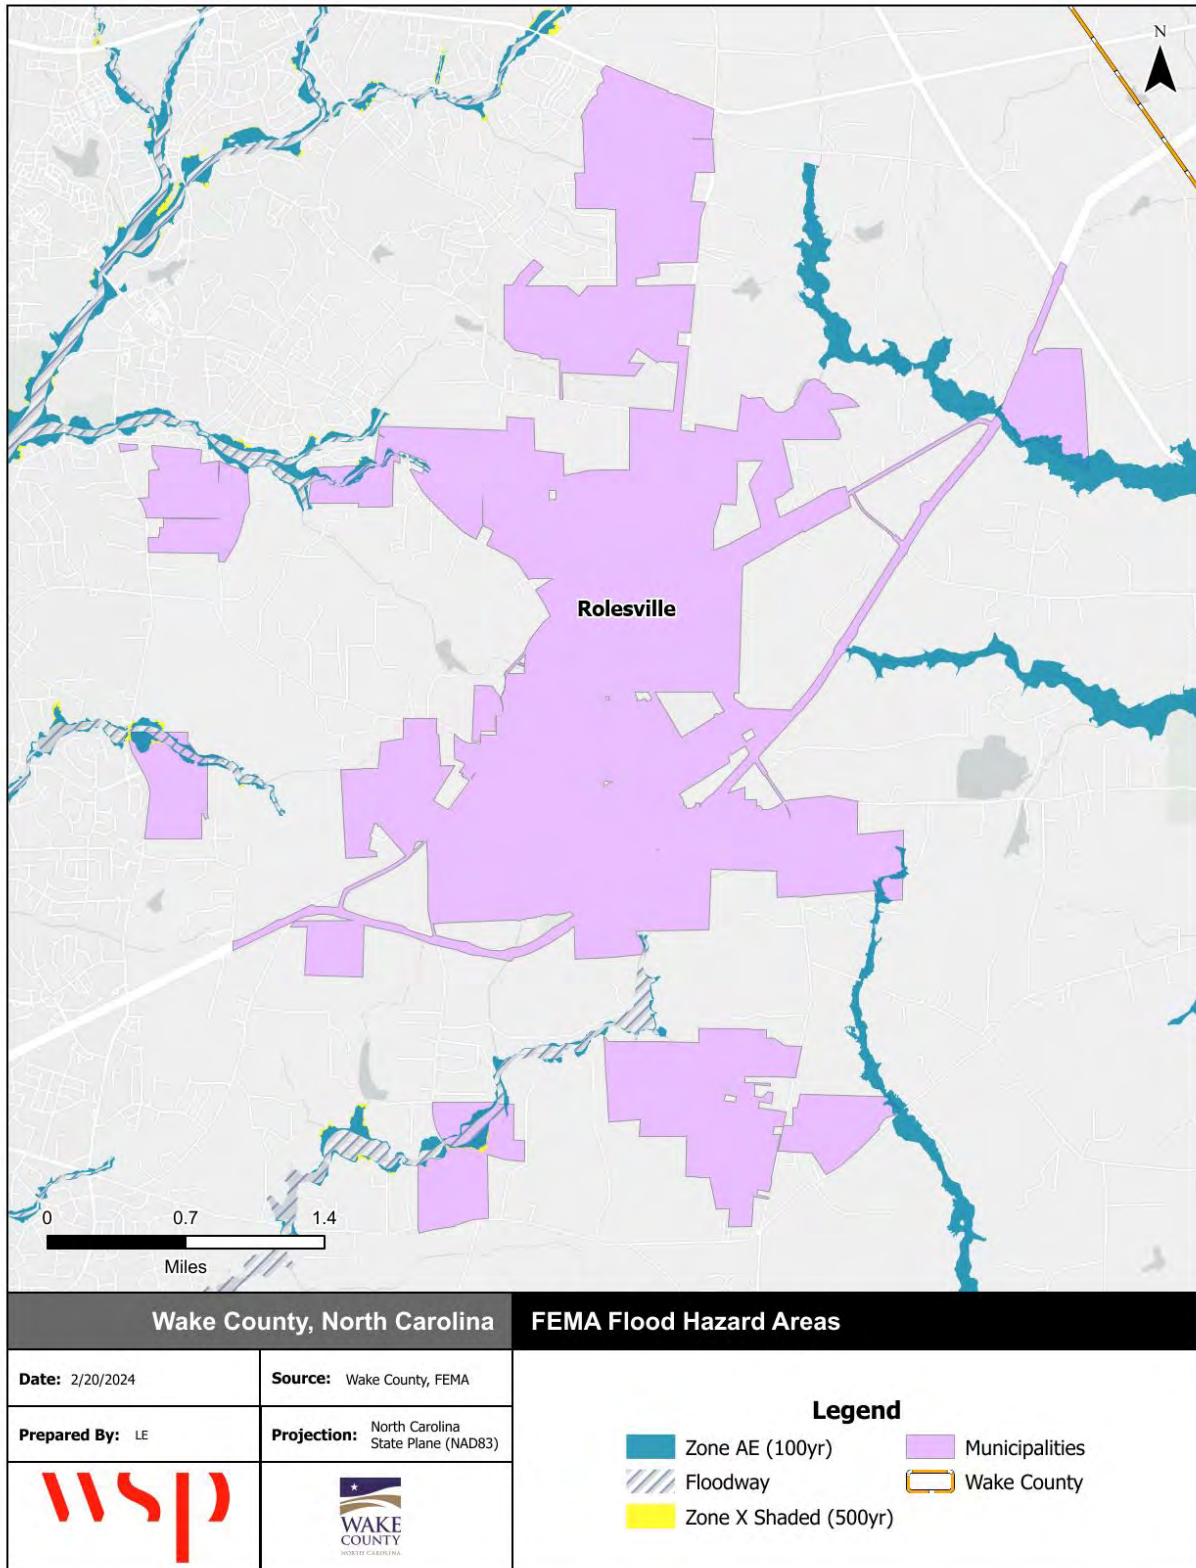 N
Rolesville
0 0.7 1.4
Miles
Wake County, North Carolina
FEMA Flood Hazard Areas
Date: 2/20/2024
Source: Wake County, FEMA
Prepared By: LE
Projection: North Carolina
State Plane (NAD83)
wsp
WAKE
COUNTY
NORTH CAROLINA
Legend
Zone AE (100yr)
Floodway
Zone X Shaded (500yr)
Municipalities
Wake County